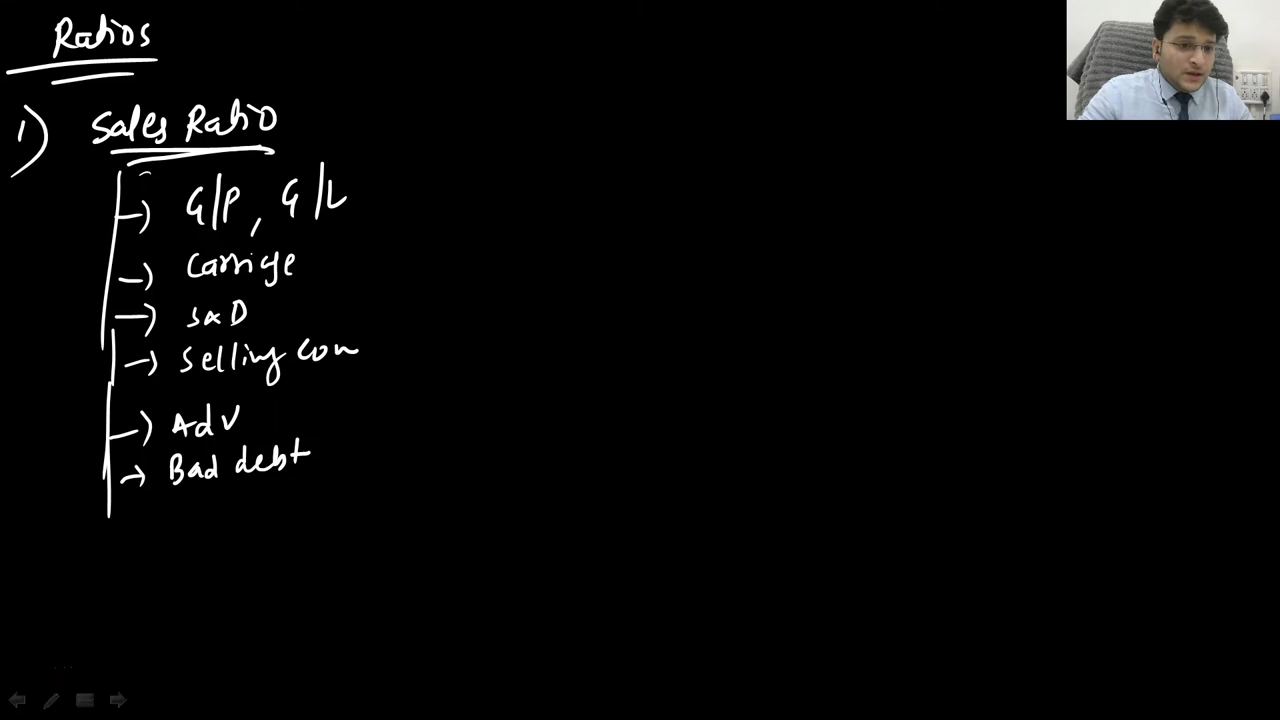 Ratios
1) Sales Ratio
→ G/P, G/L
→ Carrige
→ S&D
→ Selling com
→ Adv
→ Bad debt